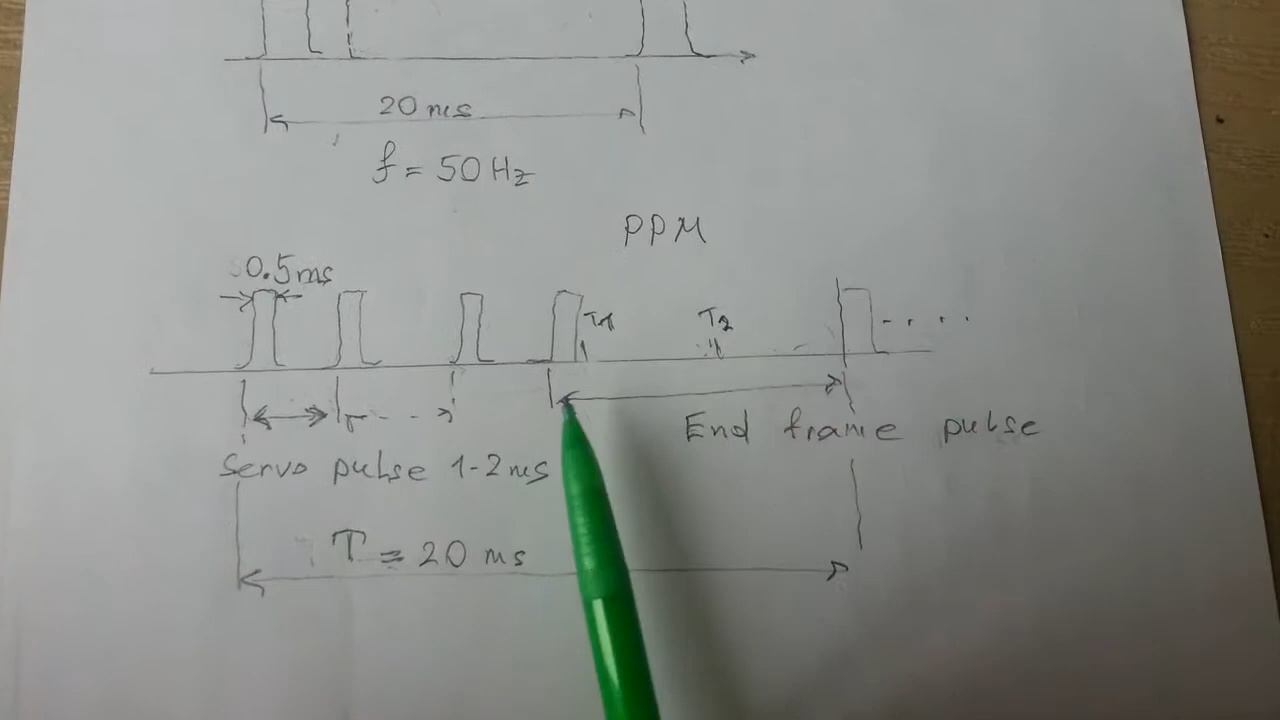 20 ms
f = 50 Hz
PPM
0.5 ms
T1
T2
End frame pulse
Servo pulse 1-2 ms
T = 20 ms